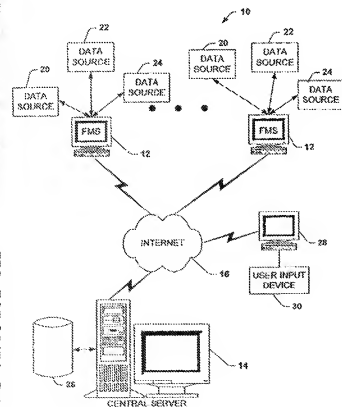 10
22
DATA SOURCE
20
DATA SOURCE
24
DATA SOURCE
FMS
12
20
DATA SOURCE
22
DATA SOURCE
24
DATA SOURCE
FMS
12
INTERNET
16
28
USER INPUT DEVICE
30
26
14
CENTRAL SERVER